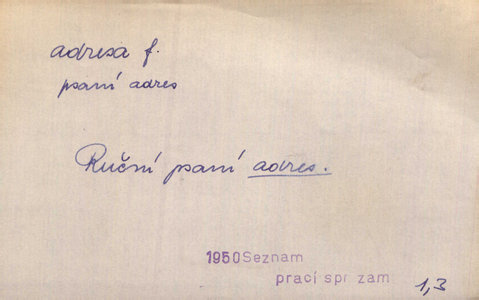 adresa f.
psaní adres
Ruční psaní adres.
1950 Seznam
prací spr zam
1,3